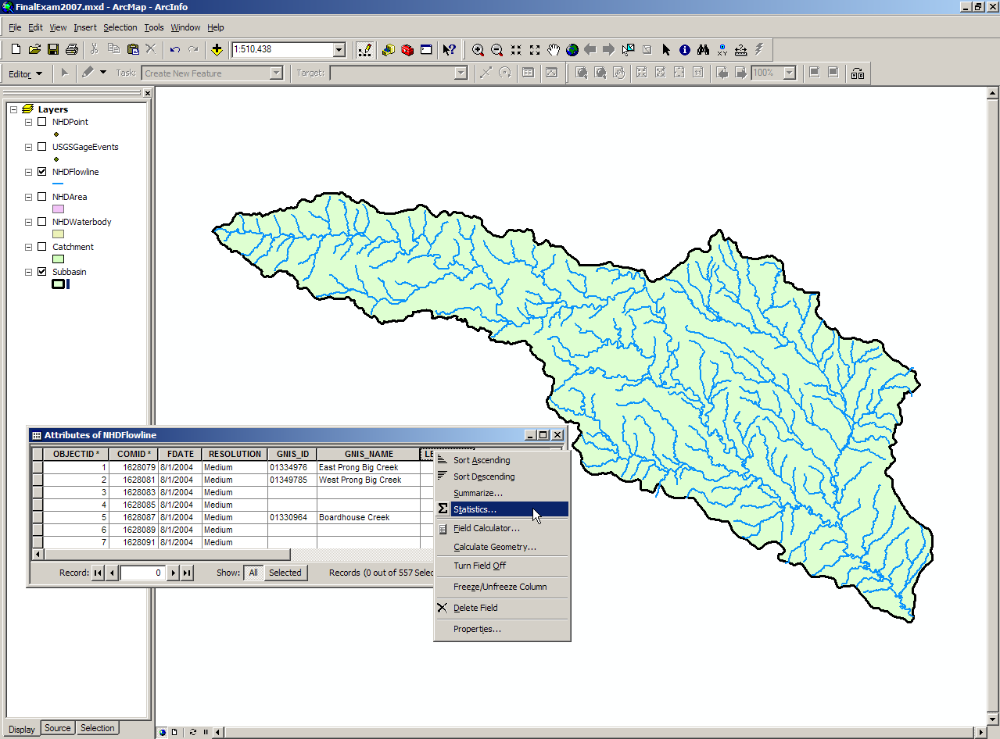 FinalExam2007.mxd - ArcMap - ArcInfo
File Edit View Insert Selection Tools Window Help
1:510,438
Editor Task: Create New Feature Target: 100%
Layers
NHDPoint
USGSGageEvents
NHDFlowline
NHDArea
NHDWaterbody
Catchment
Subbasin
Attributes of NHDFlowline
OBJECTID * COMID * FDATE RESOLUTION GNIS_ID GNIS_NAME LE
1 1628079 8/1/2004 Medium 01334976 East Prong Big Creek
2 1628081 8/1/2004 Medium 01349785 West Prong Big Creek
3 1628083 8/1/2004 Medium
4 1628085 8/1/2004 Medium
5 1628087 8/1/2004 Medium 01330964 Boardhouse Creek
6 1628089 8/1/2004 Medium
7 1628091 8/1/2004 Medium
Record: 0 Show: All Selected Records (0 out of 557 Selec
Sort Ascending
Sort Descending
Summarize...
Σ Statistics...
Field Calculator...
Calculate Geometry...
Turn Field Off
Freeze/Unfreeze Column
Delete Field
Properties...
Display Source Selection